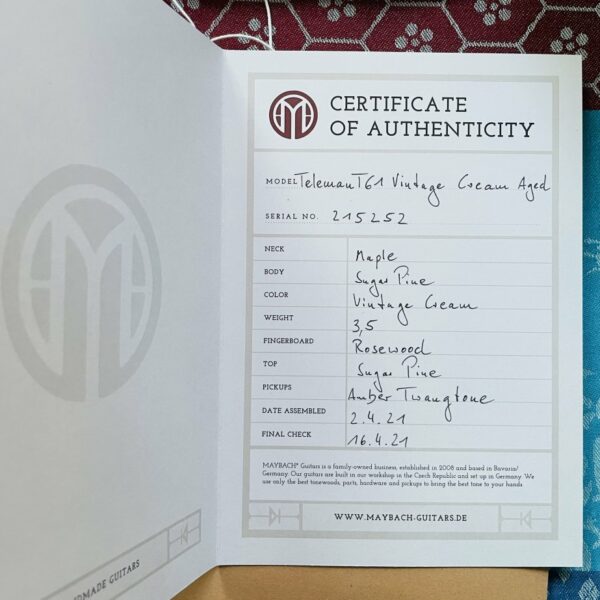 CERTIFICATE
OF AUTHENTICITY
MODEL Teleman T61 Vintage Cream Aged
SERIAL NO. 215252
NECK Maple
BODY Sugar Pine
COLOR Vintage Cream
WEIGHT 3,5
FINGERBOARD Rosewood
TOP Sugar Pine
PICKUPS Amber Twangtone
DATE ASSEMBLED 2.4.21
FINAL CHECK 16.4.21
MAYBACH® Guitars is a family-owned business, established in 2008 and based in Bavaria/
Germany. Our guitars are built in our workshop in the Czech Republic and set up in Germany. We
use only the best tonewoods, parts, hardware and pickups to bring the best tone to your hands
WWW.MAYBACH-GUITARS.DE
NDMADE GUITARS